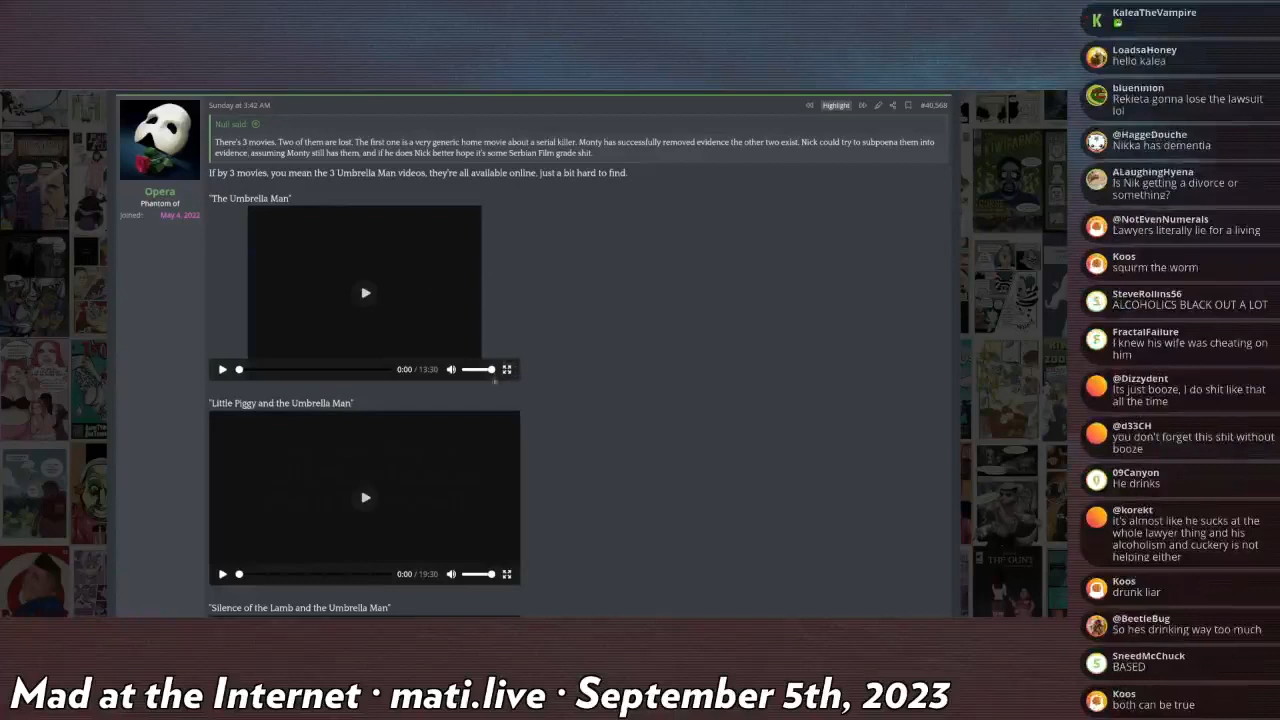 Sunday at 3:42 AM
Highlight
#40,568
Null said:
There's 3 movies. Two of them are lost. The first one is a very generic home movie about a serial killer. Monty has successfully removed evidence the other two exist. Nick could try to subpoena them into
evidence, assuming Monty still has them, and if he does Nick better hope it's some Serbian Film grade shit.
If by 3 movies, you mean the 3 Umbrella Man videos, they're all available online, just a bit hard to find.
Opera
Phantom of
Joined: May 4, 2022
"The Umbrella Man"
0:00 / 13:30
"Little Piggy and the Umbrella Man"
0:00 / 19:30
"Silence of the Lamb and the Umbrella Man"
K
KaleaTheVampire
LoadsaHoney
hello kalea
blueninion
Rekieta gonna lose the lawsuit
lol
@HaggeDouche
Nikka has dementia
ALaughingHyena
Is Nik getting a divorce or
something?
@NotEvenNumerals
Lawyers literally lie for a living
Koos
squirm the worm
S
SteveRollins56
ALCOHOLICS BLACK OUT A LOT
F
FractalFailure
I knew his wife was cheating on
him
@Dizzydent
Its just booze, I do shit like that
all the time
@d33CH
you don't forget this shit without
booze
0
09Canyon
He drinks
@korekt
it's almost like he sucks at the
whole lawyer thing and his
alcoholism and cuckery is not
helping either
Koos
drunk liar
@BeetleBug
So hes drinking way too much
S
SneedMcChuck
BASED
Koos
both can be true
Mad at the Internet · mati.live · September 5th, 2023